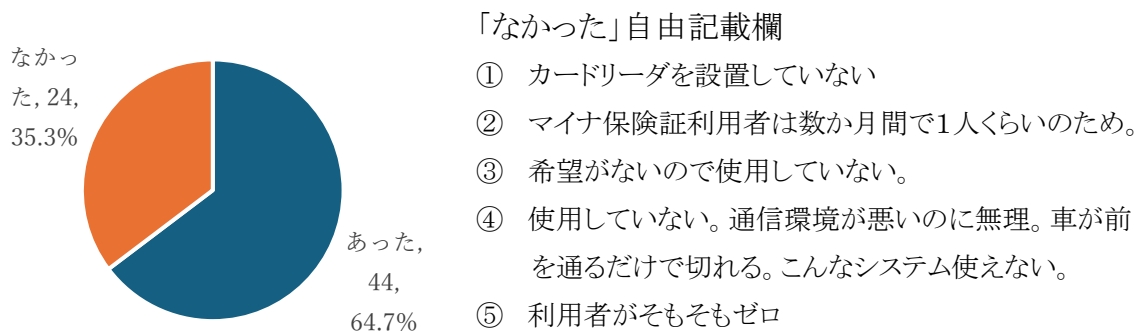 なかっ
た, 24,
35.3%
あった,
44,
64.7%
「なかった」自由記載欄
① カードリーダを設置していない
② マイナ保険証利用者は数か月間で1人くらいのため。
③ 希望がないので使用していない。
④ 使用していない。通信環境が悪いのに無理。車が前
を通るだけで切れる。こんなシステム使えない。
⑤ 利用者がそもそもゼロ